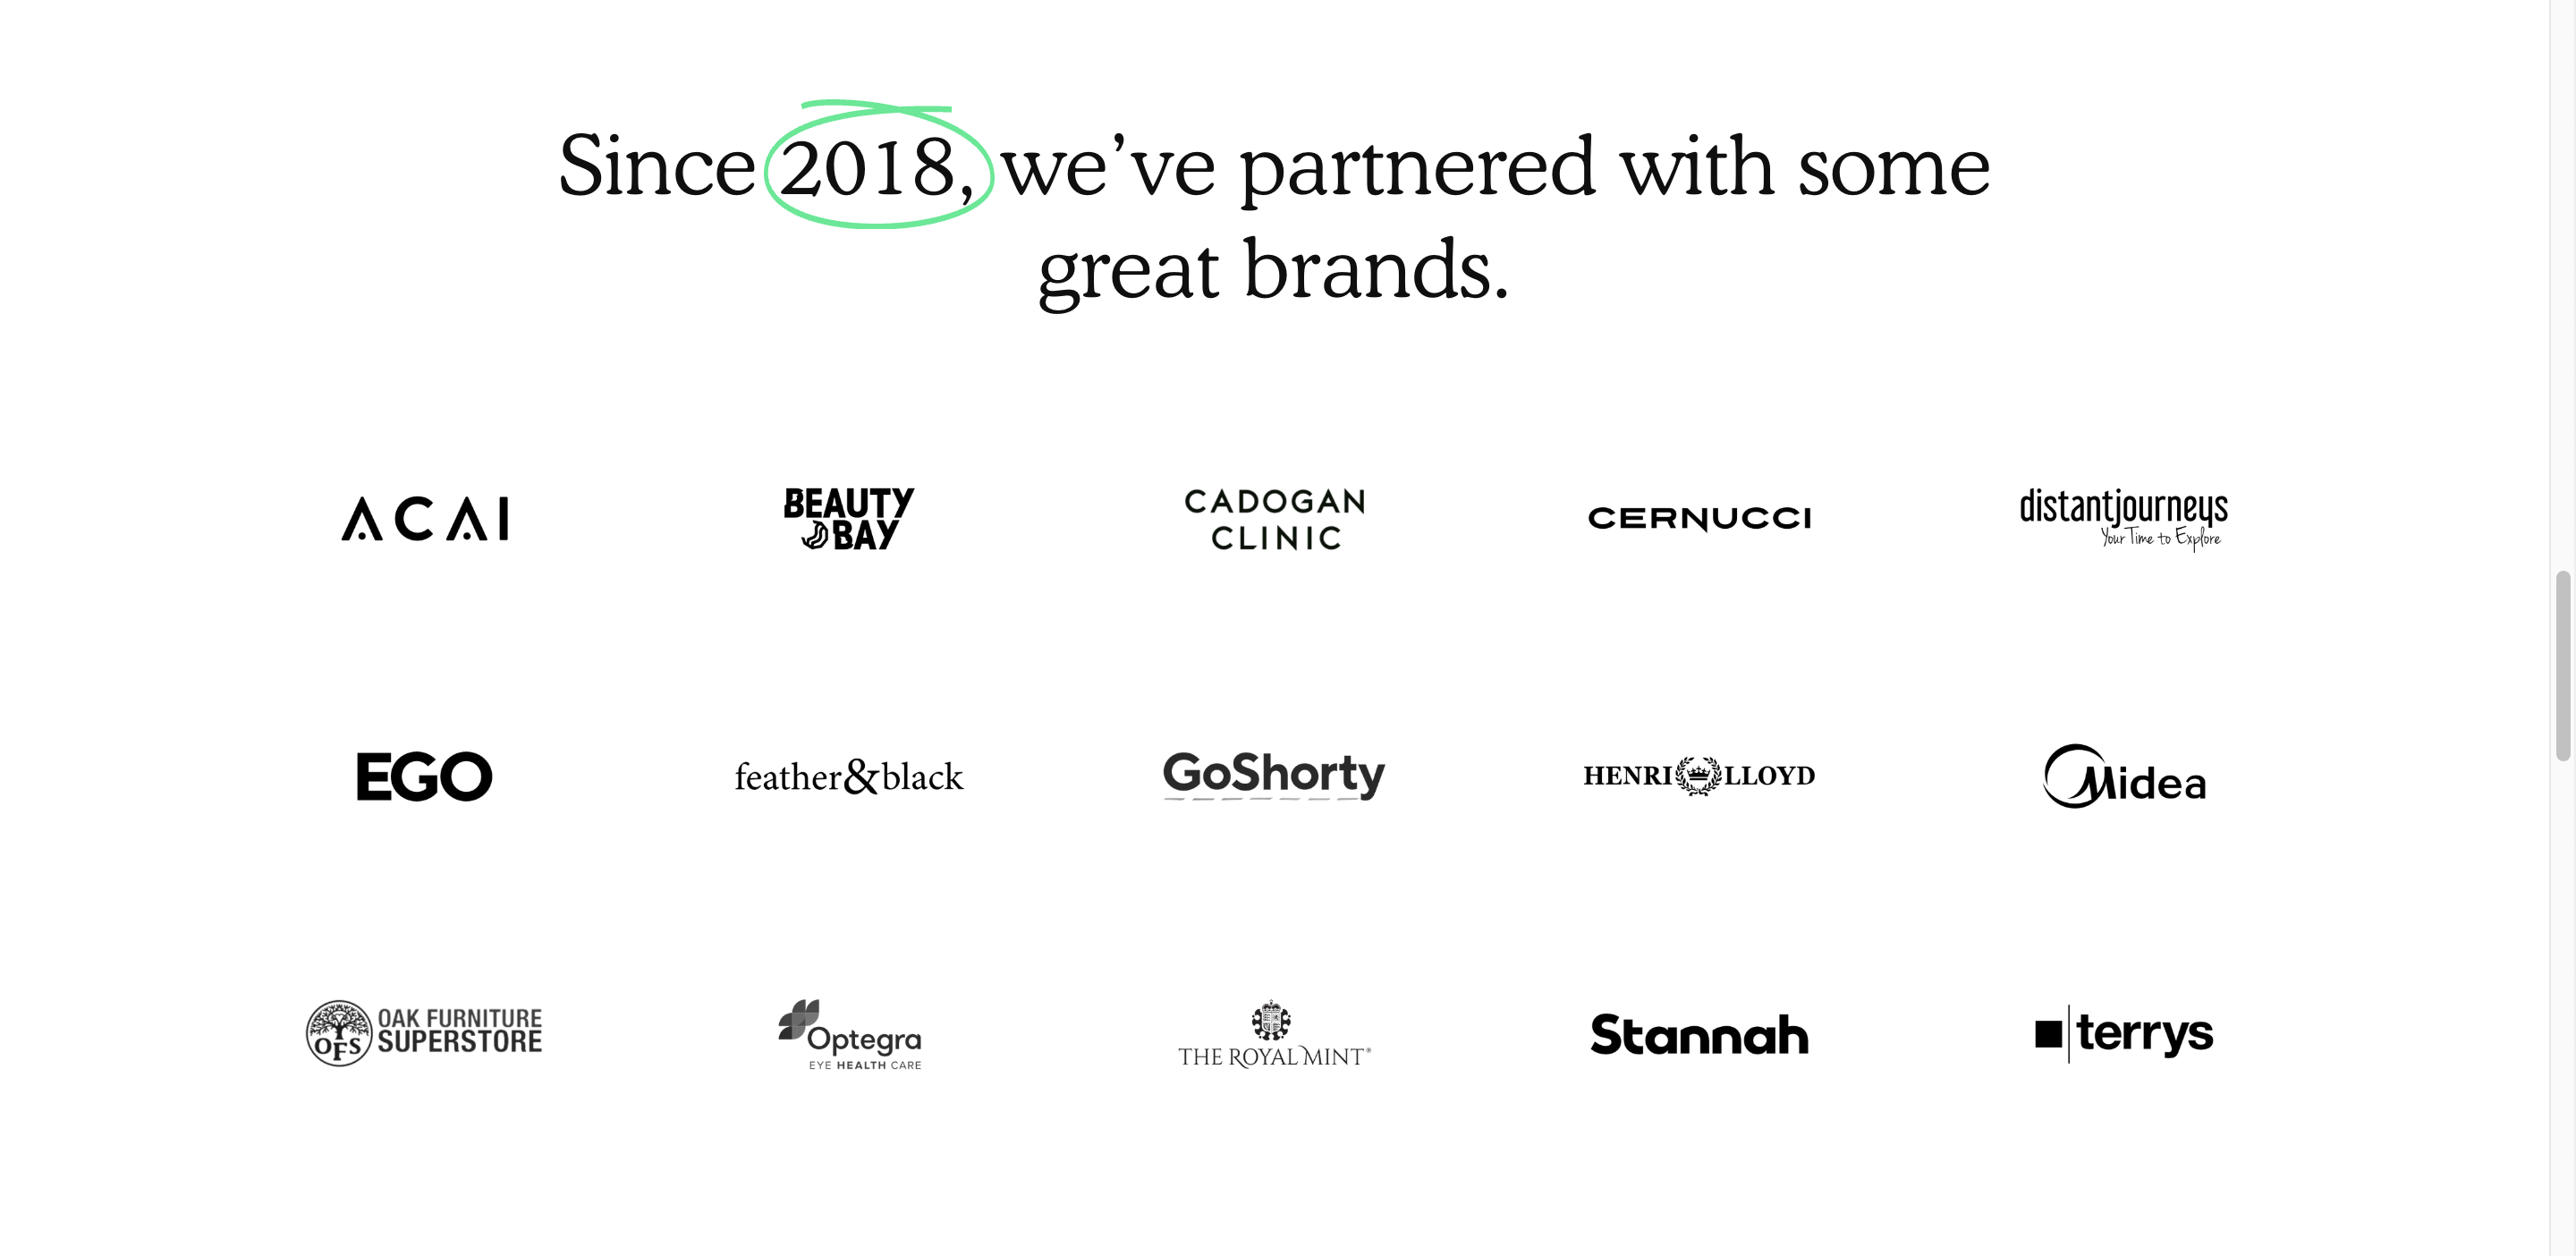 Since 2018, we’ve partnered with some
great brands.
ACAI
BEAUTY
BAY
CADOGAN
CLINIC
CERNUCCI
distantjourneys
Your Time to Explore
EGO
feather&black
GoShorty
HENRI LLOYD
Midea
OFS
OAK FURNITURE
SUPERSTORE
Optegra
EYE HEALTH CARE
THE ROYAL MINT®
Stannah
terrys